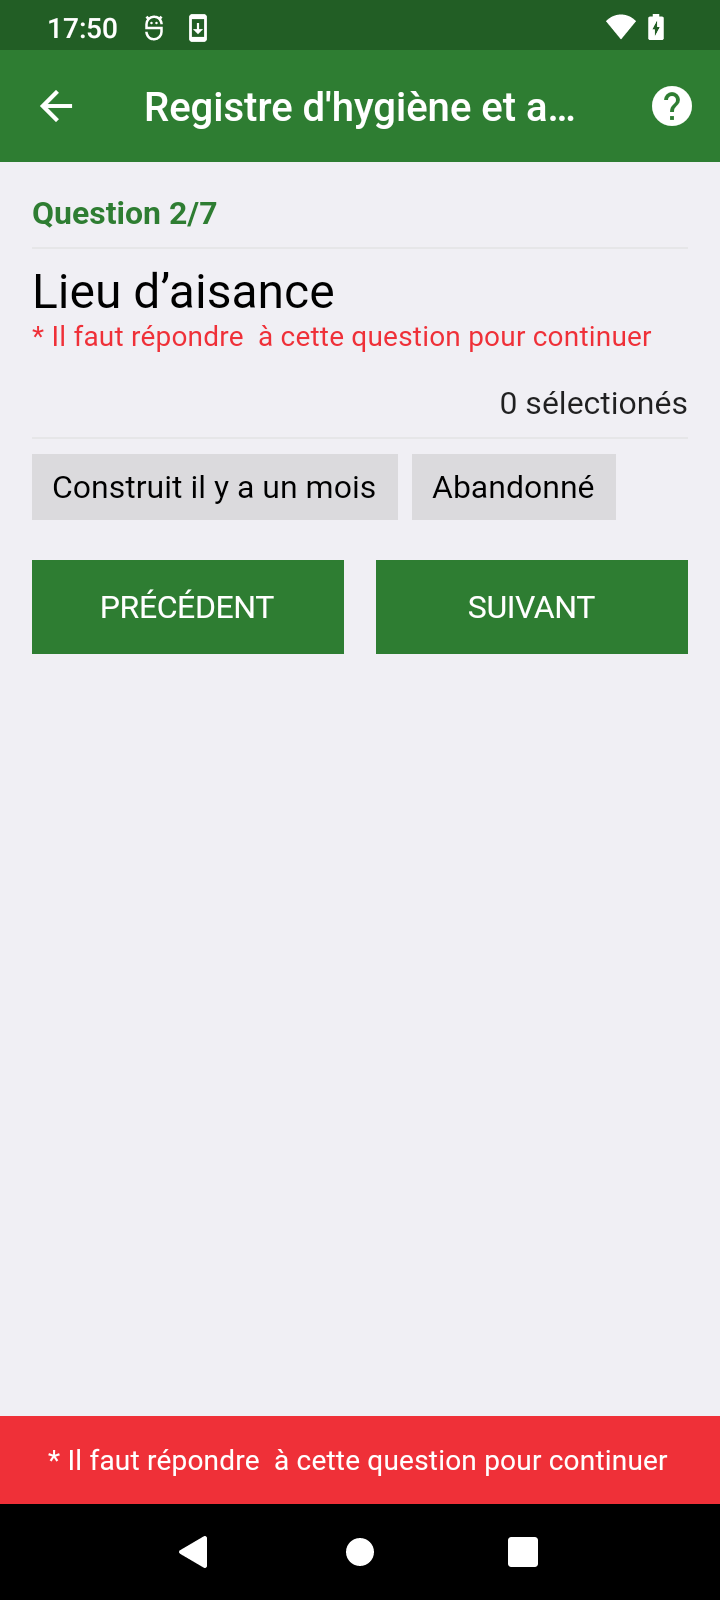 17:50
Registre d'hygiène et a...
Question 2/7
Lieu d’aisance
* Il faut répondre  à cette question pour continuer
0 sélectionés
Construit il y a un mois
Abandonné
PRÉCÉDENT
SUIVANT
* Il faut répondre  à cette question pour continuer